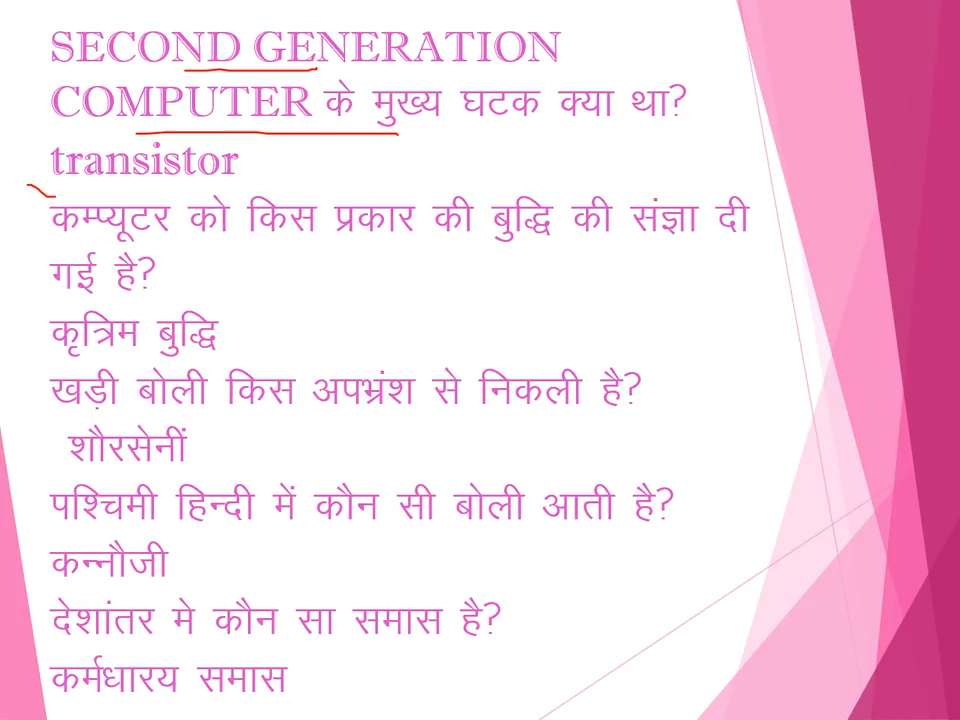 SECOND GENERATION
COMPUTER के मुख्य घटक क्या था?
transistor
कम्प्यूटर को किस प्रकार की बुद्धि की संज्ञा दी
गई है?
कृत्रिम बुद्धि
खड़ी बोली किस अपभ्रंश से निकली है?
शौरसेनीं
पश्चिमी हिन्दी में कौन सी बोली आती है?
कन्नौजी
देशांतर मे कौन सा समास है?
कर्मधारय समास